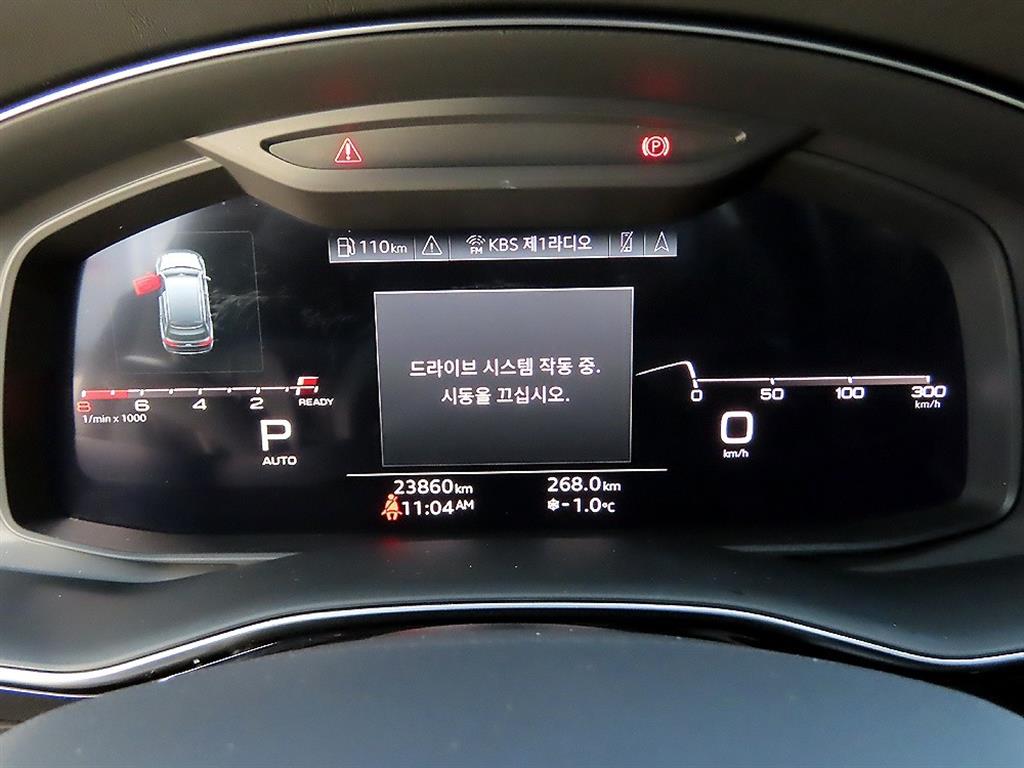 P
110km
FM KBS 제1라디오
드라이브 시스템 작동 중.
시동을 끄십시오.
8 6 4 2 READY
1/min x 1000
0 50 100 300
km/h
P
AUTO
0
km/h
23860km 268.0km
11:04AM -1.0°C